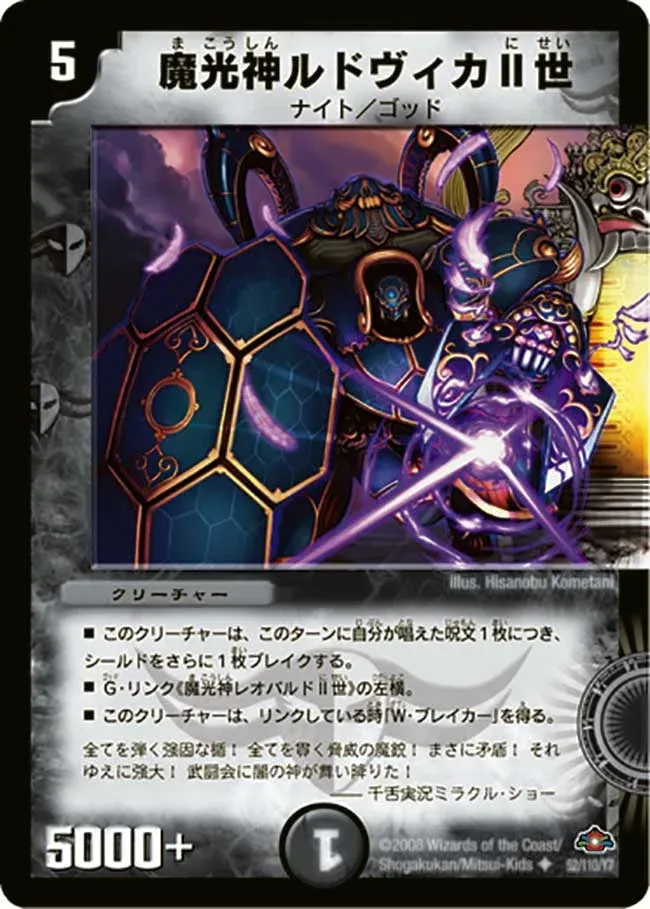 5
ま こうしん に せい
魔光神ルドヴィカⅡ世
ナイト／ゴッド
illus. Hisanobu Kometani
クリーチャー
■ このクリーチャーは、このターンに自分が唱えた呪文１枚につき、
シールドをさらに１枚ブレイクする。
■ G・リンク《魔光神レオパルドⅡ世》の左横。
■ このクリーチャーは、リンクしている時「W・ブレイカー」を得る。
全てを弾く強固な楯！ 全てを貫く脅威の魔銃！ まさに矛盾！ それ
ゆえに強大！ 武闘会に闇の神が舞い降りた！
── 千舌実況ミラクル・ショー
5000+
1
©2008 Wizards of the Coast/
Shogakukan/Mitsui-Kids
52/110/Y7